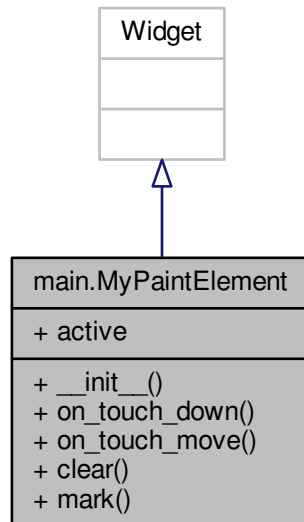 Widget
main.MyPaintElement
+ active
+ __init__()
+ on_touch_down()
+ on_touch_move()
+ clear()
+ mark()